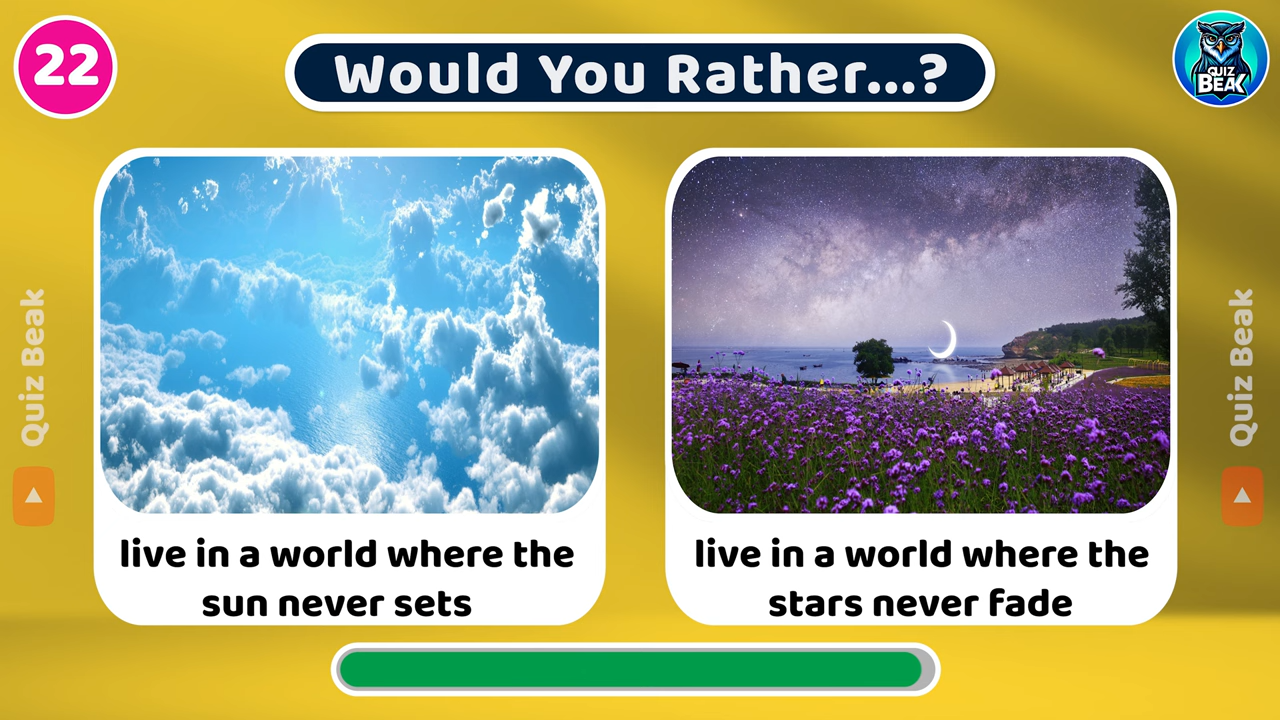 22
Would You Rather...?
QUIZ
BEAK
Quiz Beak
Quiz Beak
live in a world where the
sun never sets
live in a world where the
stars never fade